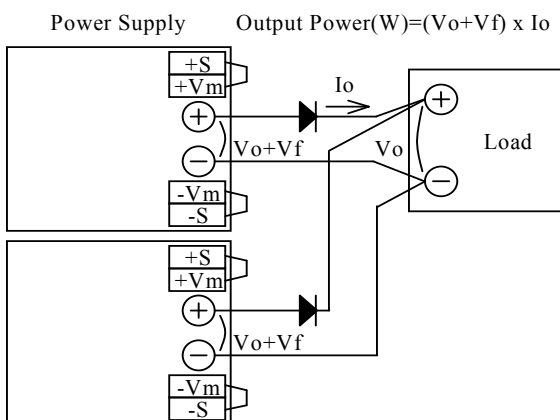 Power Supply Output Power(W)=(Vo+Vf) x Io
+S
+Vm
Io
+
+
Vo+Vf
Vo
Load
−
−
-Vm
-S
+S
+Vm
+
Vo+Vf
−
-Vm
-S